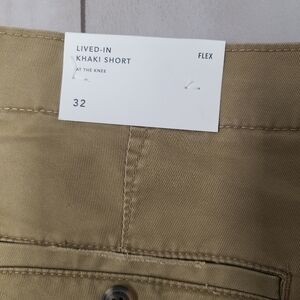 LIVED-IN
KHAKI SHORT
FLEX
AT THE KNEE
32